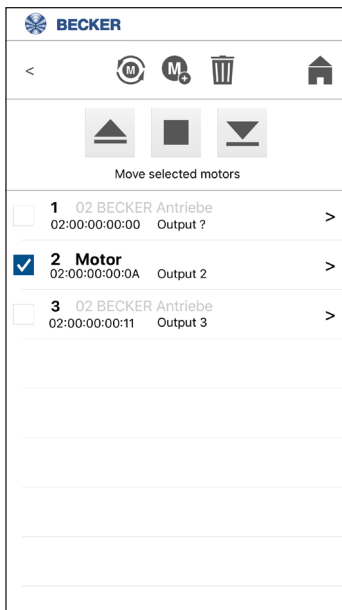 BECKER
<
M M
Move selected motors
1 02 BECKER Antriebe
02:00:00:00:00 Output ?
>
2 Motor
02:00:00:00:0A Output 2
>
3 02 BECKER Antriebe
02:00:00:00:11 Output 3
>